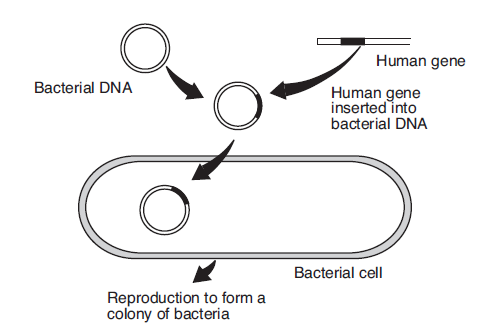 Bacterial DNA
Human gene
Human gene
inserted into
bacterial DNA
Bacterial cell
Reproduction to form a
colony of bacteria